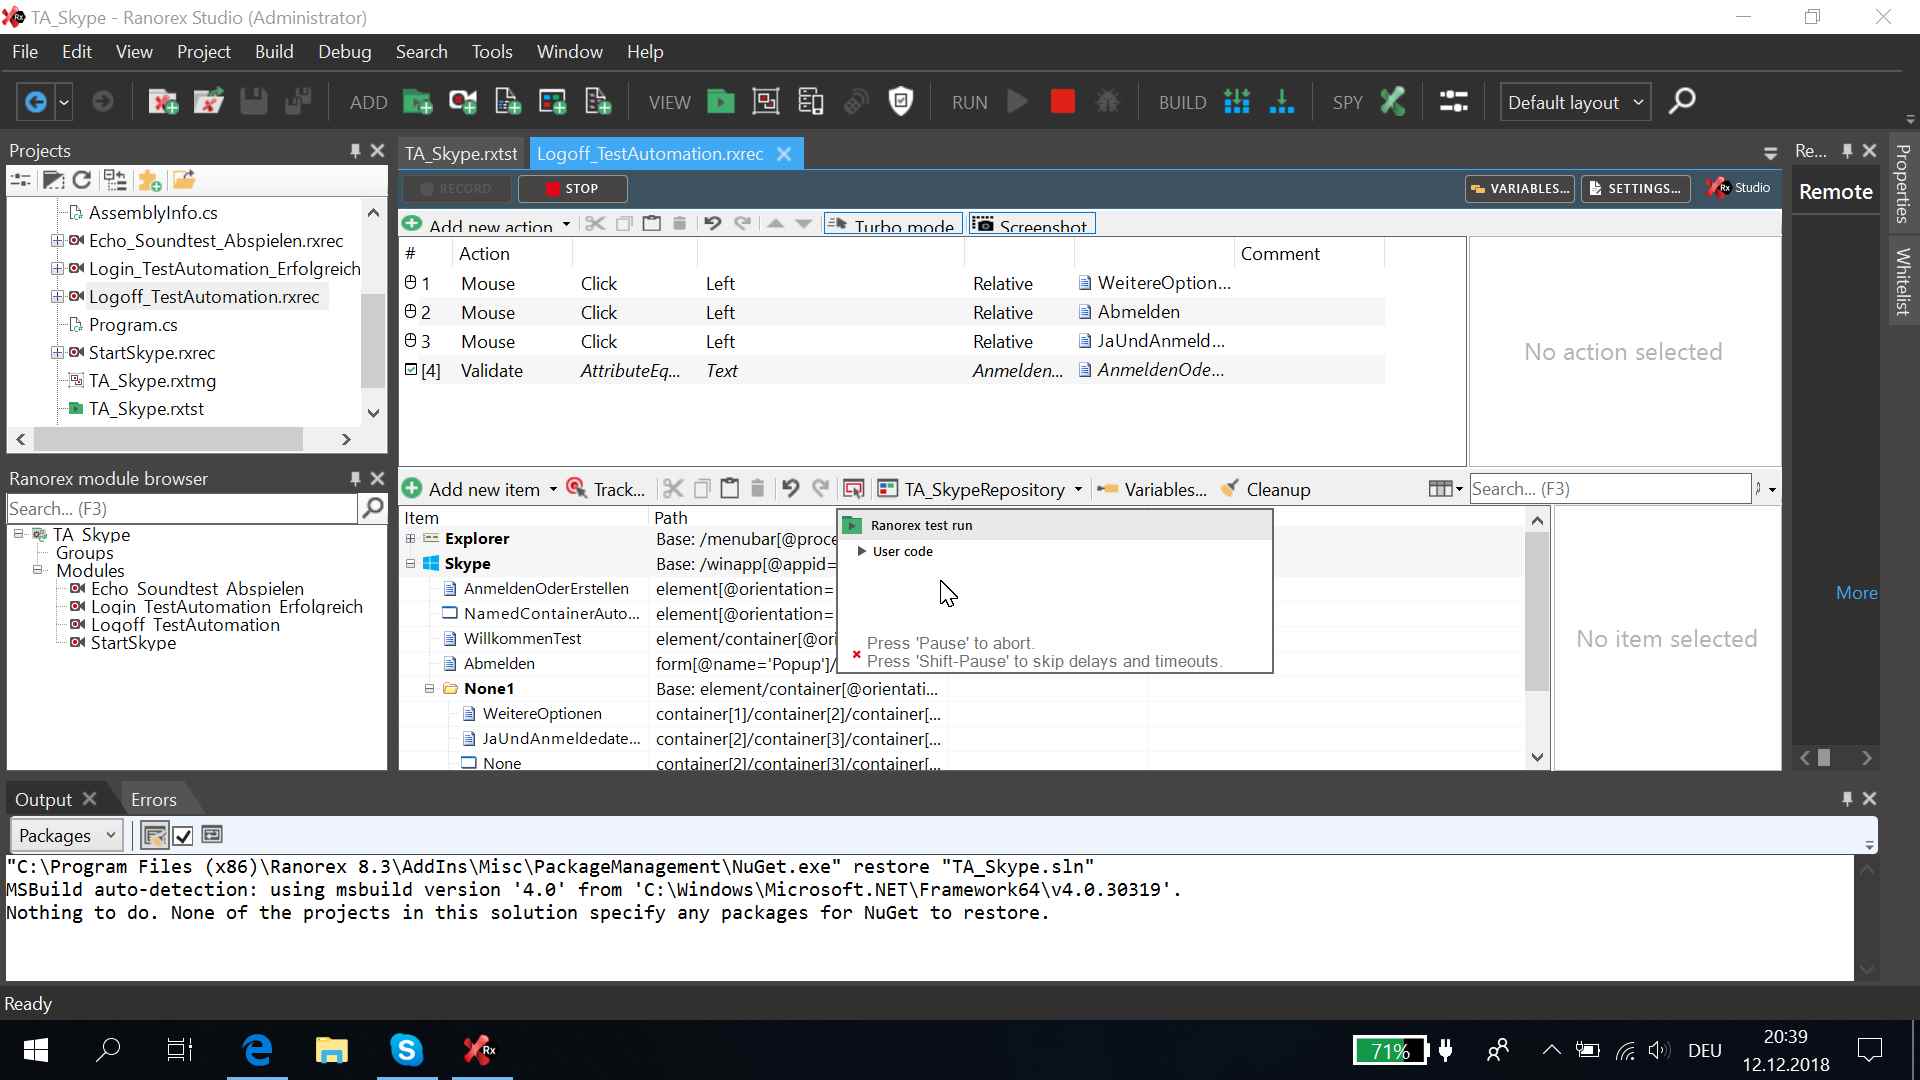 TA_Skype - Ranorex Studio (Administrator)
File Edit View Project Build Debug Search Tools Window Help
ADD VIEW RUN BUILD SPY Default layout
Projects
AssemblyInfo.cs
Echo_Soundtest_Abspielen.rxrec
Login_TestAutomation_Erfolgreich
Logoff_TestAutomation.rxrec
Program.cs
StartSkype.rxrec
TA_Skype.rxtmg
TA_Skype.rxtst
Ranorex module browser
Search... (F3)
TA_Skype
Groups
Modules
Echo_Soundtest_Abspielen
Login_TestAutomation_Erfolgreich
Logoff_TestAutomation
StartSkype
TA_Skype.rxtst Logoff_TestAutomation.rxrec
RECORD STOP VARIABLES... SETTINGS... Rx Studio
Add new action Turbo mode Screenshot
# Action Comment
1 Mouse Click Left Relative WeitereOption...
2 Mouse Click Left Relative Abmelden
3 Mouse Click Left Relative JaUndAnmeld...
[4] Validate AttributeEq... Text Anmelden... AnmeldenOde...
No action selected
Add new item Track... TA_SkypeRepository Variables... Cleanup Search... (F3)
Item Path
Explorer Base: /menubar[@proce
Skype Base: /winapp[@appid=
AnmeldenOderErstellen element[@orientation=
NamedContainerAuto... element[@orientation=
WillkommenTest element/container[@ori
Abmelden form[@name='Popup']/
None1 Base: element/container[@orientati...
WeitereOptionen container[1]/container[2]/container[...
JaUndAnmeldedate... container[2]/container[3]/container[...
None container[2]/container[3]/container[...
Ranorex test run
User code
Press 'Pause' to abort.
Press 'Shift-Pause' to skip delays and timeouts.
No item selected
Re...
Remote
More
Properties
Whitelist
Output Errors
Packages
"C:\Program Files (x86)\Ranorex 8.3\AddIns\Misc\PackageManagement\NuGet.exe" restore "TA_Skype.sln"
MSBuild auto-detection: using msbuild version '4.0' from 'C:\Windows\Microsoft.NET\Framework64\v4.0.30319'.
Nothing to do. None of the projects in this solution specify any packages for NuGet to restore.
Ready
Rx 71% DEU 20:39
12.12.2018